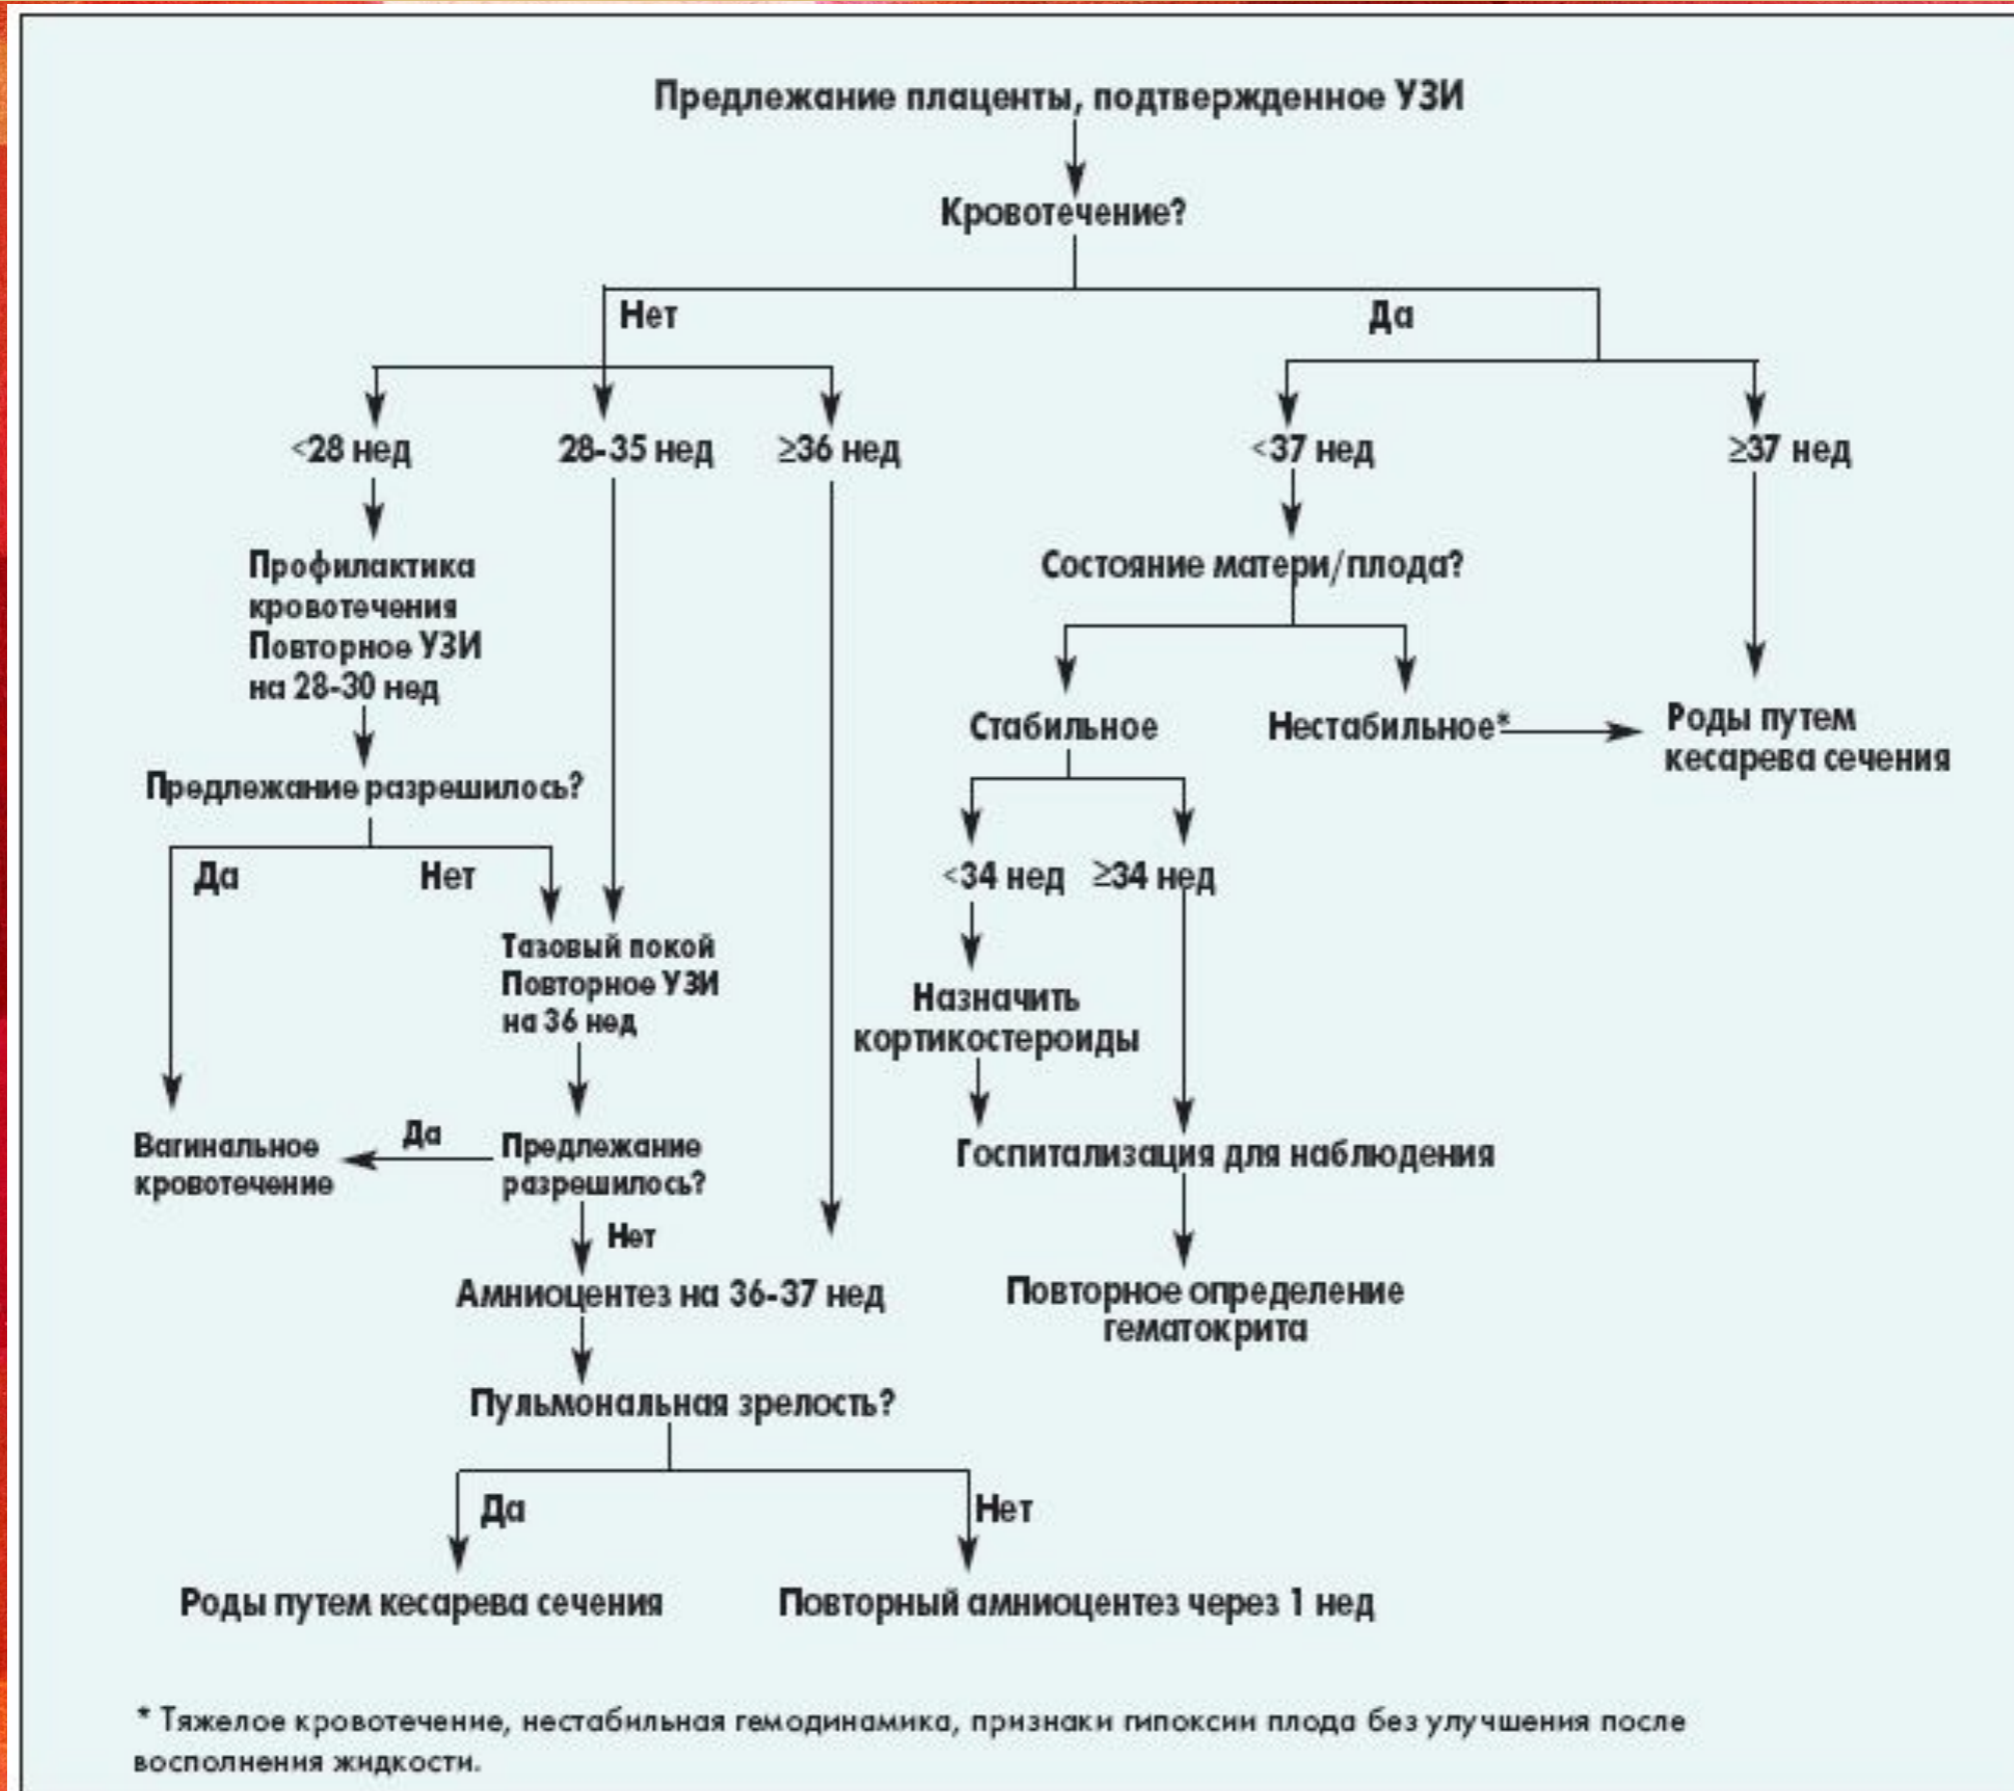 Предлежание плаценты, подтвержденное УЗИ
Кровотечение?
Нет
Да
<28 нед
28-35 нед
≥36 нед
<37 нед
≥37 нед
Профилактика
кровотечения
Повторное УЗИ
на 28-30 нед
Состояние матери/плода?
Стабильное
Нестабильное*
Роды путем
кесарева сечения
Предлежание разрешилось?
Да
Нет
<34 нед
≥34 нед
Тазовый покой
Повторное УЗИ
на 36 нед
Назначить
кортикостероиды
Вагинальное
кровотечение
Да
Предлежание
разрешилось?
Госпитализация для наблюдения
Нет
Амниоцентез на 36-37 нед
Повторное определение
гематокрита
Пульмональная зрелость?
Да
Нет
Роды путем кесарева сечения
Повторный амниоцентез через 1 нед
* Тяжелое кровотечение, нестабильная гемодинамика, признаки гипоксии плода без улучшения после
восполнения жидкости.